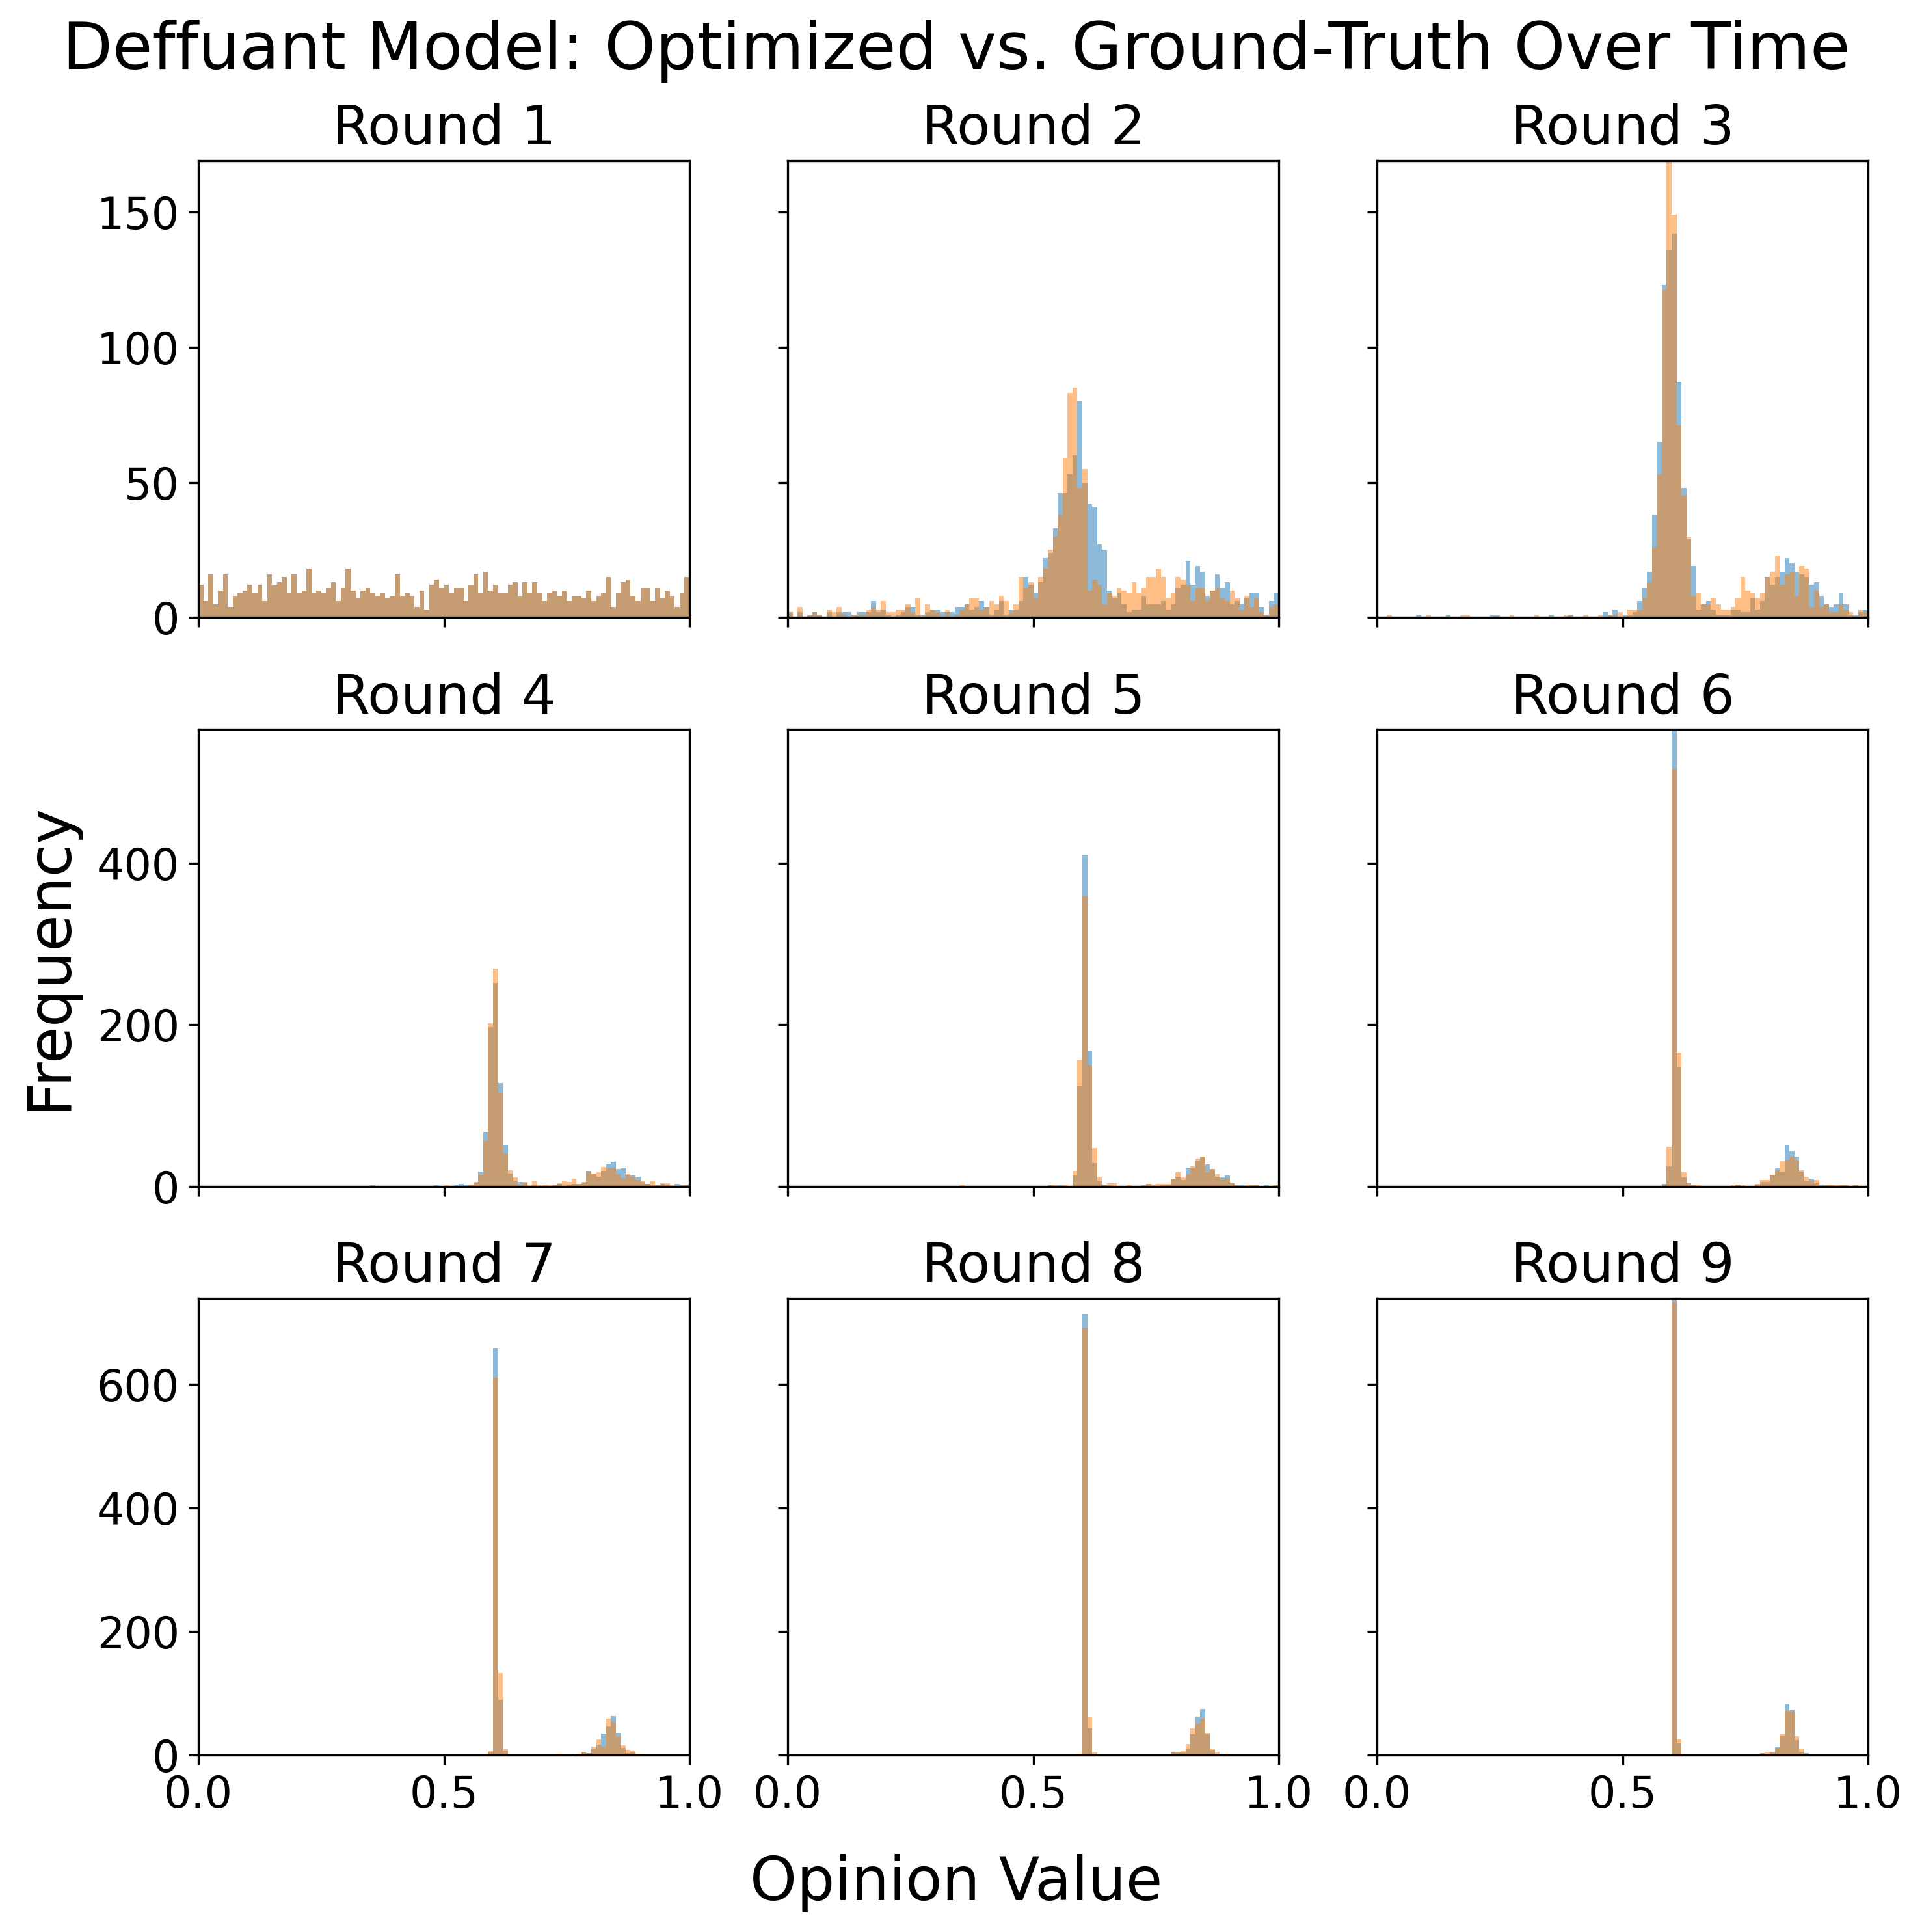 Deffuant Model: Optimized vs. Ground-Truth Over Time
Round 1
Round 2
Round 3
150
100
50
0
Round 4
Round 5
Round 6
Frequency
400
200
0
Round 7
Round 8
Round 9
600
400
200
0
0.0 0.5 1.0 0.0 0.5 1.0 0.0 0.5 1.0
Opinion Value